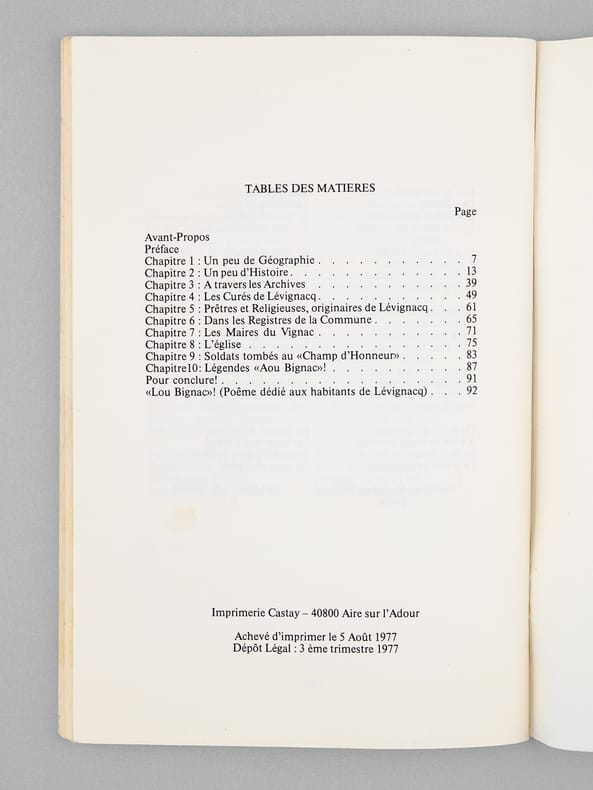 TABLES DES MATIERES
Page
Avant-Propos
Préface
Chapitre 1 : Un peu de Géographie . . . . . . . . . . . . 7
Chapitre 2 : Un peu d'Histoire . . . . . . . . . . . . . . 13
Chapitre 3 : A travers les Archives . . . . . . . . . . . . 39
Chapitre 4 : Les Curés de Lévignacq . . . . . . . . . . . 49
Chapitre 5 : Prêtres et Religieuses, originaires de Lévignacq . . . 61
Chapitre 6 : Dans les Registres de la Commune . . . . . . . 65
Chapitre 7 : Les Maires du Vignac . . . . . . . . . . . . 71
Chapitre 8 : L'église . . . . . . . . . . . . . . . . . 75
Chapitre 9 : Soldats tombés au «Champ d'Honneur» . . . . . 83
Chapitre10: Légendes «Aou Bignac»! . . . . . . . . . . 87
Pour conclure! . . . . . . . . . . . . . . . . . . . 91
«Lou Bignac»! (Poême dédié aux habitants de Lévignacq) . . . 92
Imprimerie Castay – 40800 Aire sur l'Adour
Achevé d'imprimer le 5 Août 1977
Dépôt Légal : 3 ème trimestre 1977